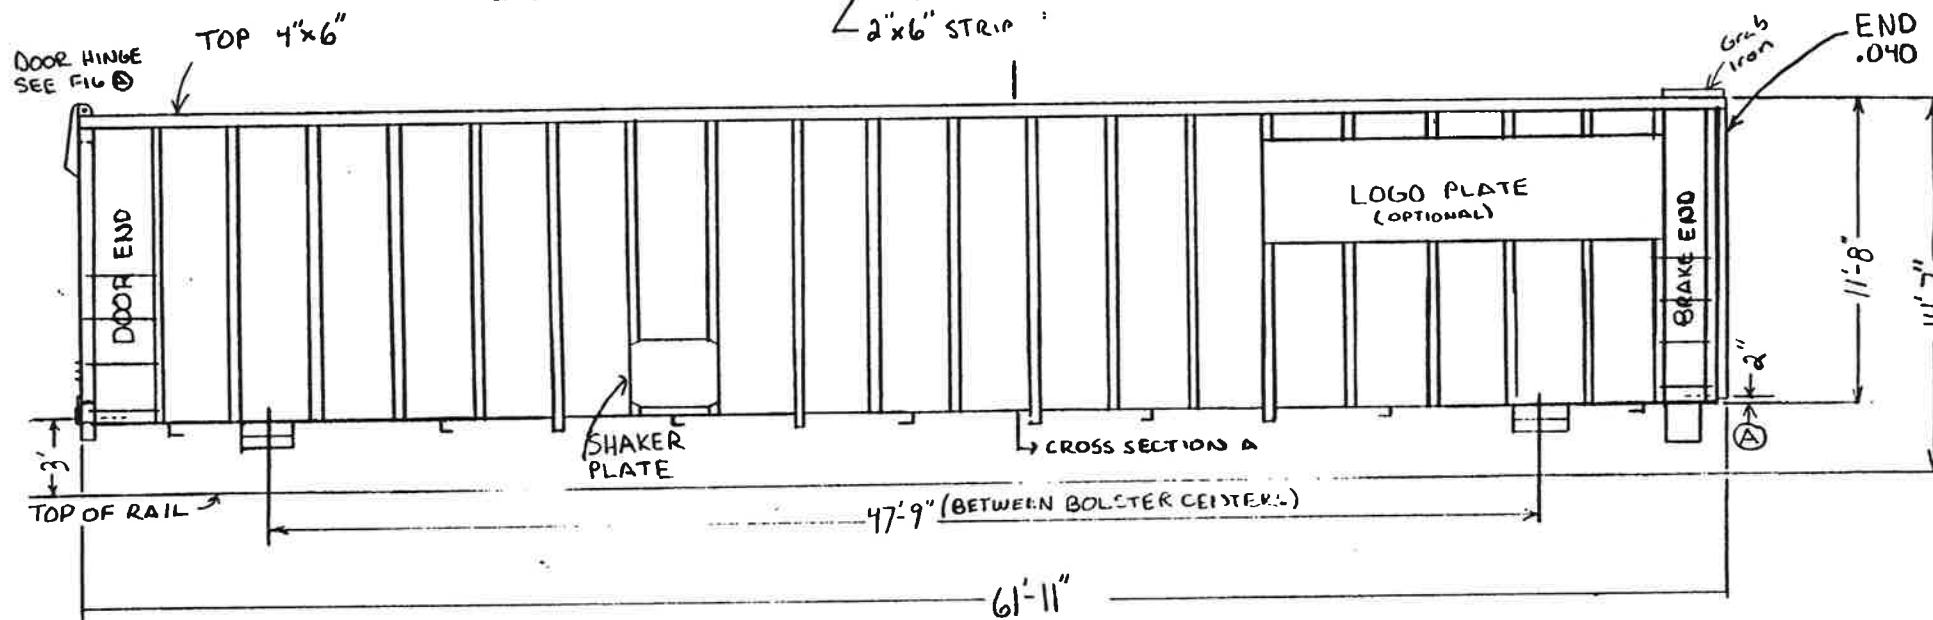 TOP 4"x6"
2"x6" STRIP
DOOR HINGE
SEE FIG Ⓐ
Grab
Iron
END
.040
DOOR END
LOGO PLATE
(OPTIONAL)
BRAKE END
11'-8"
2"
Ⓐ
3'
SHAKER
PLATE
CROSS SECTION A
TOP OF RAIL
47'-9" (BETWEEN BOLSTER CENTERS)
61'-11"